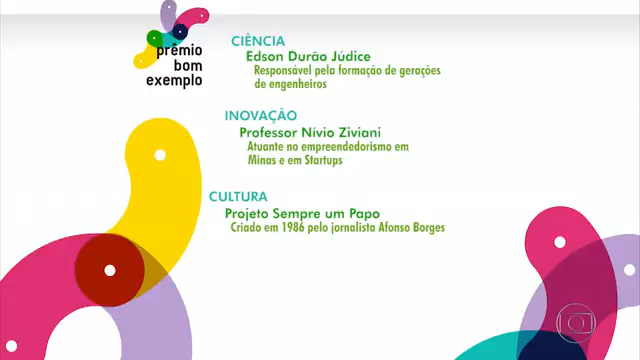 prêmio
bom
exemplo
CIÊNCIA
Edson Durão Júdice
Responsável pela formação de gerações
de engenheiros
INOVAÇÃO
Professor Nívio Ziviani
Atuante no empreendedorismo em
Minas e em Startups
CULTURA
Projeto Sempre um Papo
Criado em 1986 pelo jornalista Afonso Borges